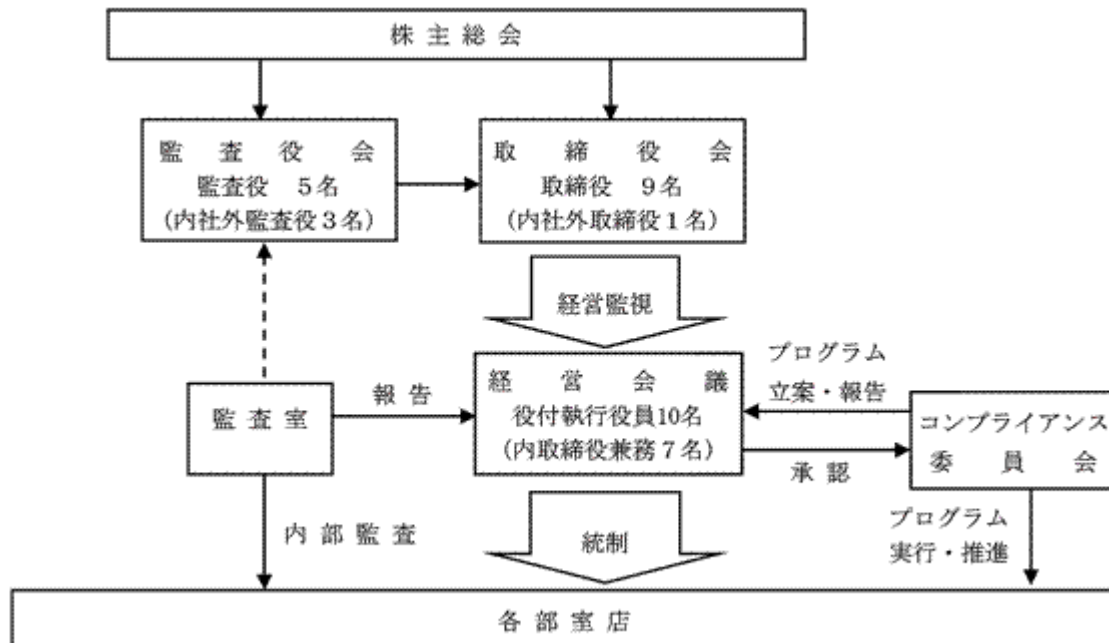 株主総会
監査役会
監査役 5名
(内社外監査役3名)
取締役会
取締役 9名
(内社外取締役1名)
経営監視
監査室
報告
経営会議
役付執行役員10名
(内取締役兼務7名)
プログラム
立案・報告
承認
コンプライアンス
委員会
内部監査
統制
プログラム
実行・推進
各部室店